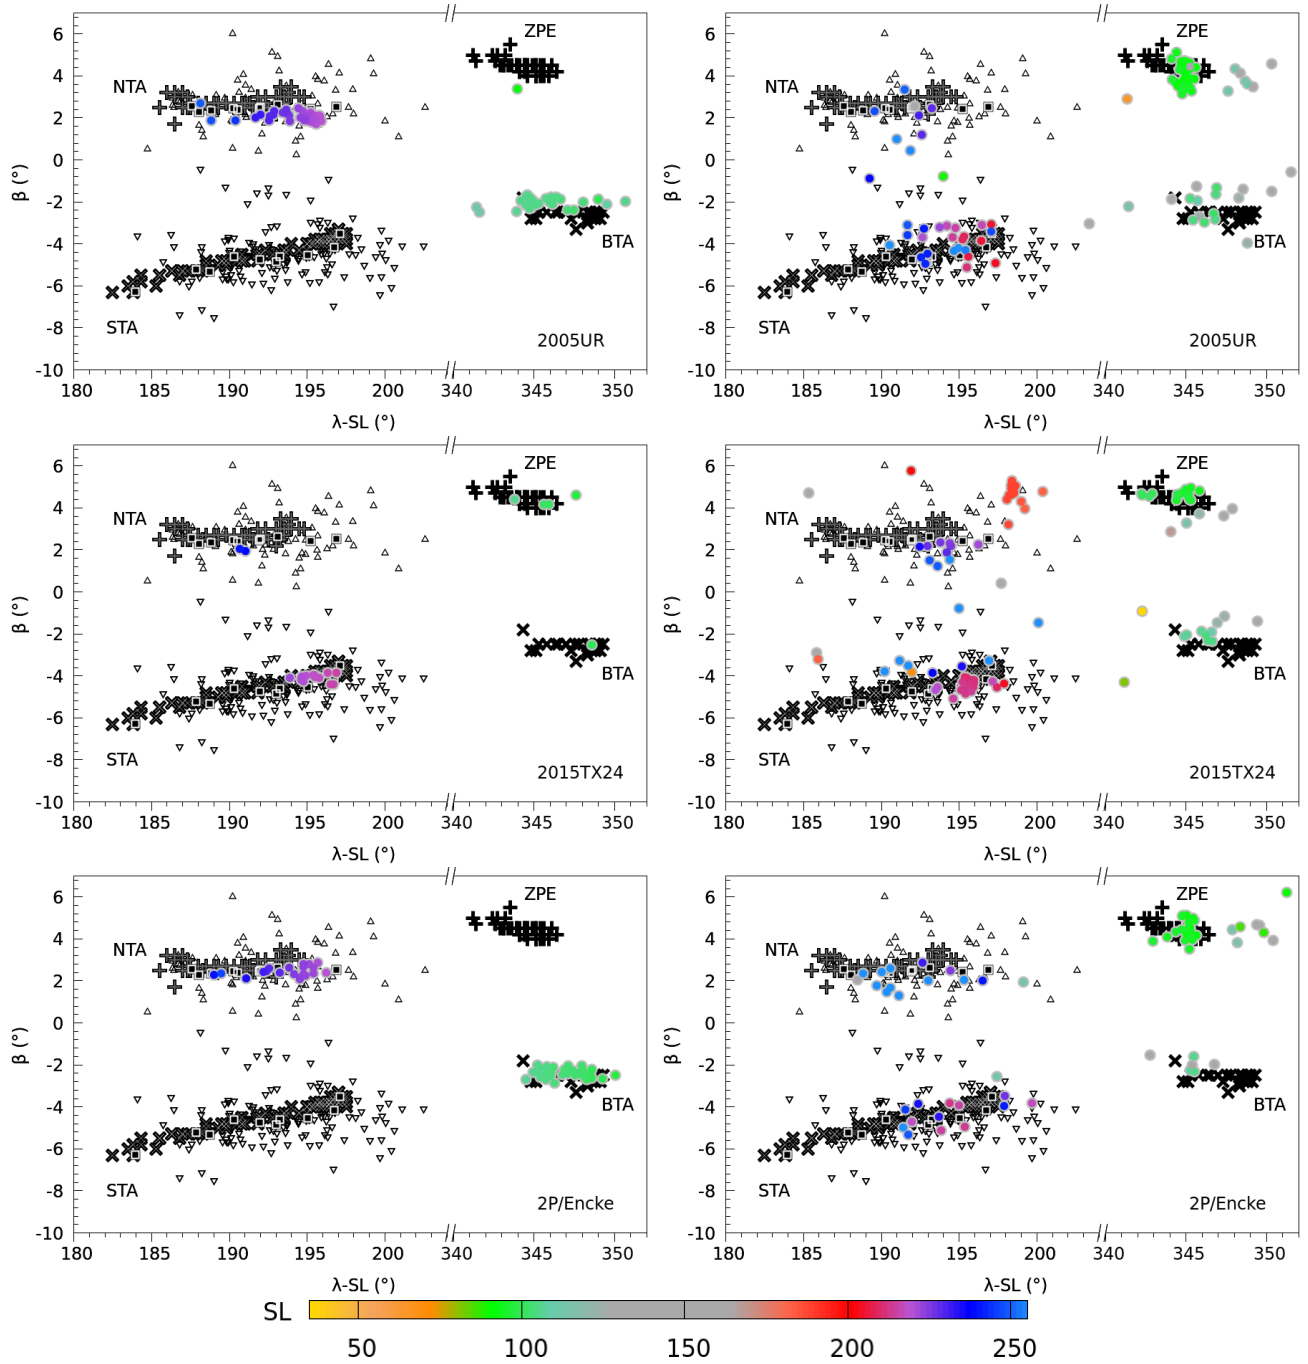 6 ZPE 6 ZPE
4 NTA 4 NTA
2 2
0 0
β (°) β (°)
-2 -2
-4 BTA -4 BTA
-6 -6
-8 STA 2005UR -8 STA 2005UR
-10 -10
180 185 190 195 200 340 345 350 180 185 190 195 200 340 345 350
λ-SL (°) λ-SL (°)
6 ZPE 6 ZPE
4 NTA 4 NTA
2 2
0 0
β (°) β (°)
-2 -2
-4 BTA -4 BTA
-6 -6
-8 STA 2015TX24 -8 STA 2015TX24
-10 -10
180 185 190 195 200 340 345 350 180 185 190 195 200 340 345 350
λ-SL (°) λ-SL (°)
6 ZPE 6 ZPE
4 NTA 4 NTA
2 2
0 0
β (°) β (°)
-2 -2
-4 BTA -4 BTA
-6 -6
-8 STA 2P/Encke -8 STA 2P/Encke
-10 -10
180 185 190 195 200 340 345 350 180 185 190 195 200 340 345 350
λ-SL (°) λ-SL (°)
SL
50 100 150 200 250